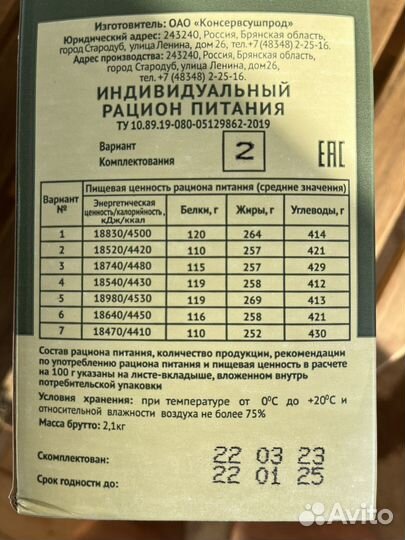 Изготовитель: ОАО «Консервсушпрод»
Юридический адрес: 243240, Россия, Брянская область,
город Стародуб, улица Ленина, дом 26, тел. +7 (48348) 2-25-16.
Адрес производства: 243240, Россия, Брянская область,
город Стародуб, улица Ленина, дом26,
тел. +7 (48348) 2-25-16.
ИНДИВИДУАЛЬНЫЙ
РАЦИОН ПИТАНИЯ
ТУ 10.89.19-080-05129862-2019
Вариант
Комплектования
2
ЕАС
Вариант №
Пищевая ценность рациона питания (средние значения)
Энергетическая ценность/калорийность, кДж/ккал Белки, г Жиры, г Углеводы, г
1 18830/4500 120 264 414
2 18520/4420 110 257 421
3 18740/4480 115 257 429
4 18540/4430 119 258 412
5 18980/4530 119 269 413
6 18640/4450 116 258 421
7 18470/4410 110 252 430
Состав рациона питания, количество продукции, рекомендации
по употреблению рациона и пищевая ценность в расчете
на 100 г указаны на листе-вкладыше, вложенном внутрь
потребительской упаковки
Условия хранения: при температуре от 0°С до +20°С и
относительной влажности воздуха не более 75%
Масса брутто: 2,1кг
Скомплектован: 22 03 23
Срок годности до: 22 01 25
Avito